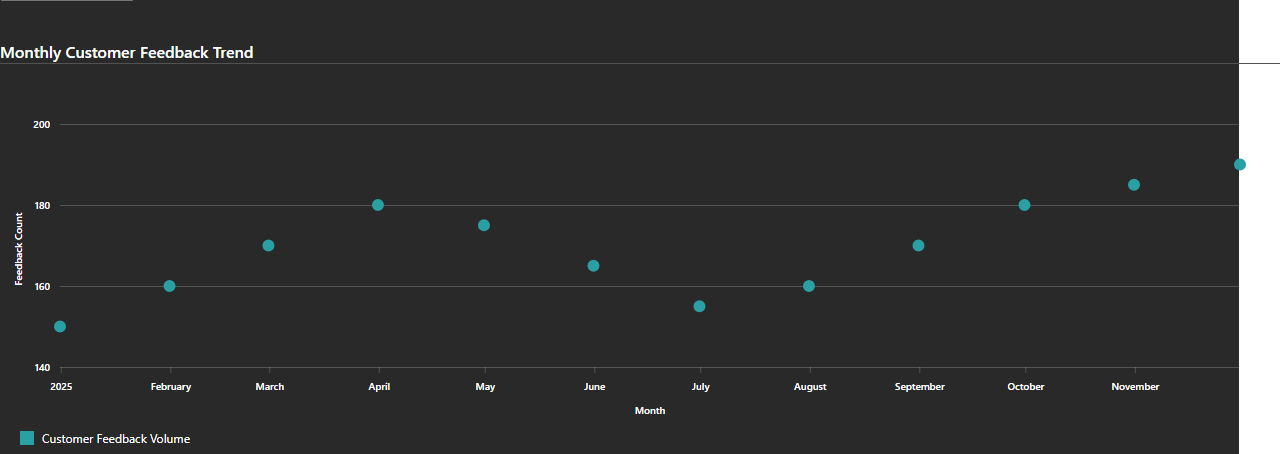 Monthly Customer Feedback Trend
200
180
160
140
Feedback Count
2025 February March April May June July August September October November
Month
Customer Feedback Volume